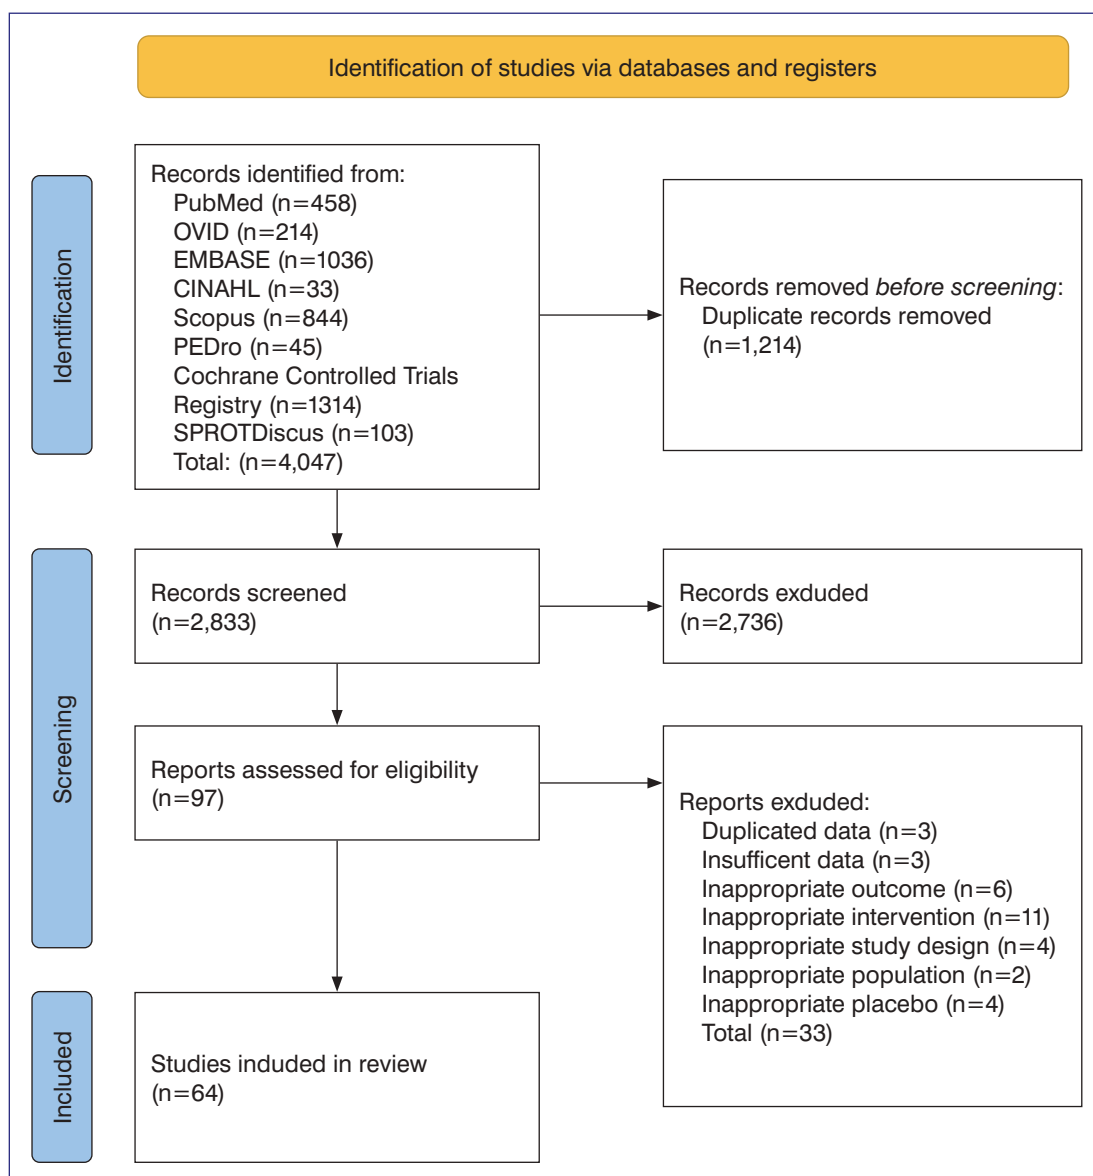 Identification of studies via databases and registers
Identification
Records identified from:
PubMed (n=458)
OVID (n=214)
EMBASE (n=1036)
CINAHL (n=33)
Scopus (n=844)
PEDro (n=45)
Cochrane Controlled Trials
Registry (n=1314)
SPROTDiscus (n=103)
Total: (n=4,047)
Records removed before screening:
Duplicate records removed
(n=1,214)
Screening
Records screened
(n=2,833)
Records exduded
(n=2,736)
Reports assessed for eligibility
(n=97)
Reports exduded:
Duplicated data (n=3)
Insufficent data (n=3)
Inappropriate outcome (n=6)
Inappropriate intervention (n=11)
Inappropriate study design (n=4)
Inappropriate population (n=2)
Inappropriate placebo (n=4)
Total (n=33)
Included
Studies induded in review
(n=64)